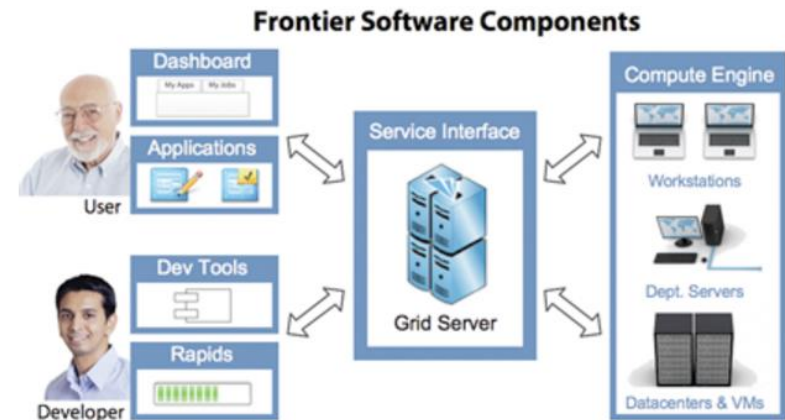 Frontier Software Components
Dashboard
My Apps My Jobs
Applications
User
Dev Tools
Rapids
Developer
Service Interface
Grid Server
Compute Engine
Workstations
Dept. Servers
Datacenters & VMs